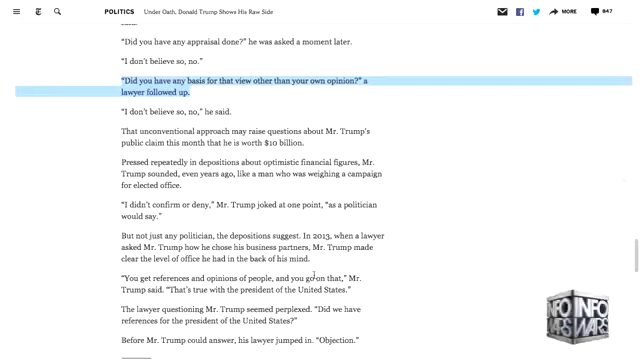 POLITICS Under Oath, Donald Trump Shows His Raw Side MORE 847
“Did you have any appraisal done?” he was asked a moment later.
“I don’t believe so, no.”
“Did you have any basis for that view other than your own opinion?” a
lawyer followed up.
“I don’t believe so, no,” he said.
That unconventional approach may raise questions about Mr. Trump’s
public claim this month that he is worth $10 billion.
Pressed repeatedly in depositions about optimistic financial figures, Mr.
Trump sounded, even years ago, like a man who was weighing a campaign
for elected office.
“I didn’t confirm or deny,” Mr. Trump joked at one point, “as a politician
would say.”
But not just any politician, the depositions suggest. In 2013, when a lawyer
asked Mr. Trump how he chose his business partners, Mr. Trump made
clear the level of office he had in the back of his mind.
“You get references and opinions of people, and you go on that,” Mr.
Trump said. “That’s true with the president of the United States.”
The lawyer questioning Mr. Trump seemed perplexed. “Did we have
references for the president of the United States?”
Before Mr. Trump could answer, his lawyer jumped in. “Objection.”
INFO INFO
WARS WARS